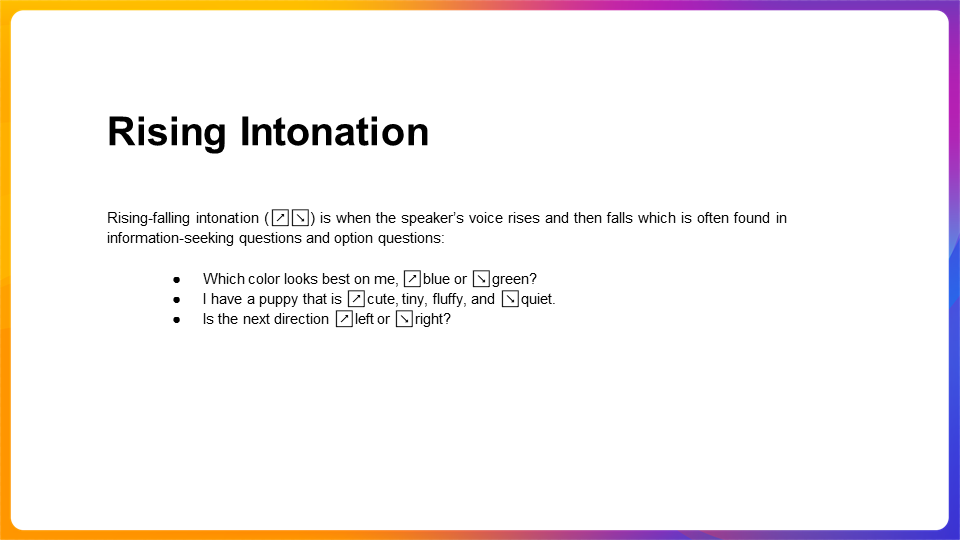 Rising Intonation
Rising-falling intonation (↗↘) is when the speaker’s voice rises and then falls which is often found in
information-seeking questions and option questions:
● Which color looks best on me, ↗blue or ↘green?
● I have a puppy that is ↗cute, tiny, fluffy, and ↘quiet.
● Is the next direction ↗left or ↘right?